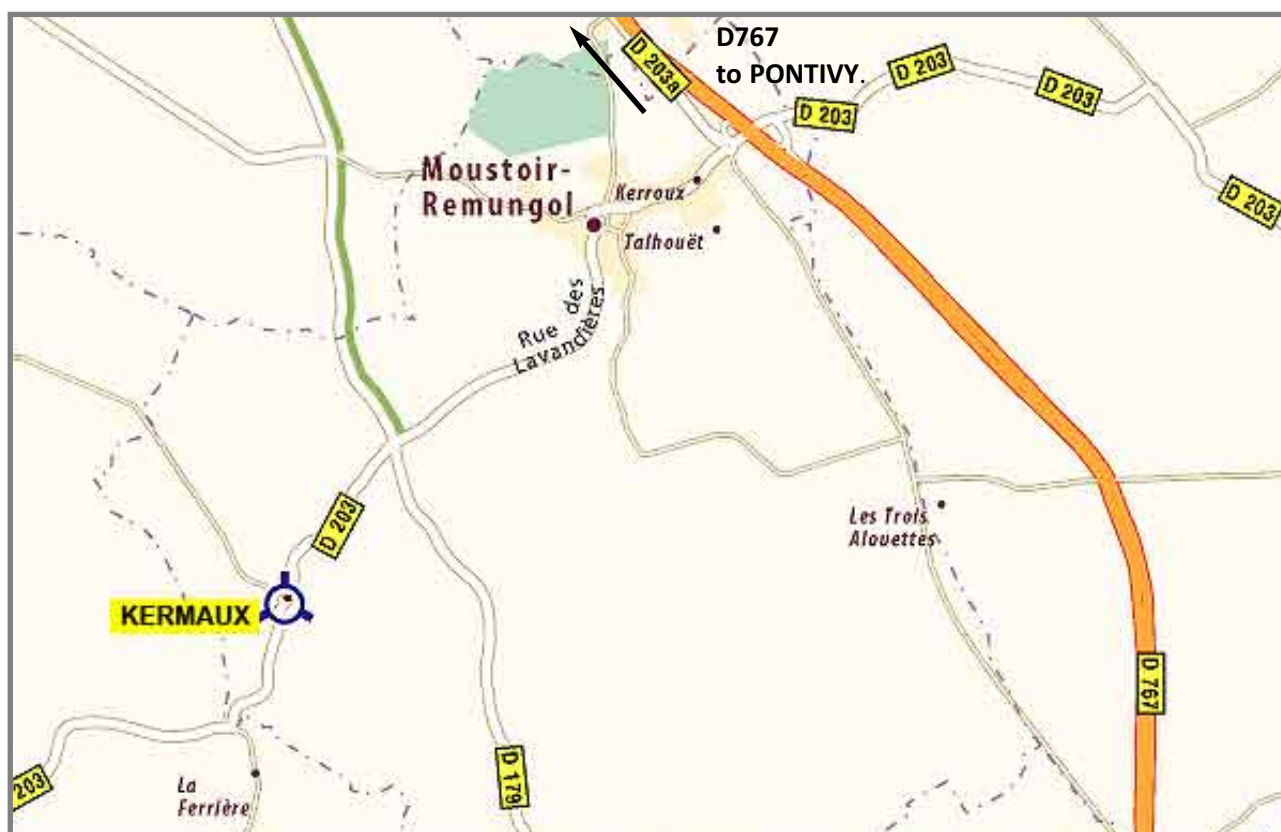 D767
to PONTIVY.
D 203a
D 203
D 203
D 203
D 203
Moustoir-
Remungol
Kerroux
Talhouët
Rue des
Lavandières
Les Trois
Alouettes
D 203
KERMAUX
D 767
D 179
La
Ferrière
203